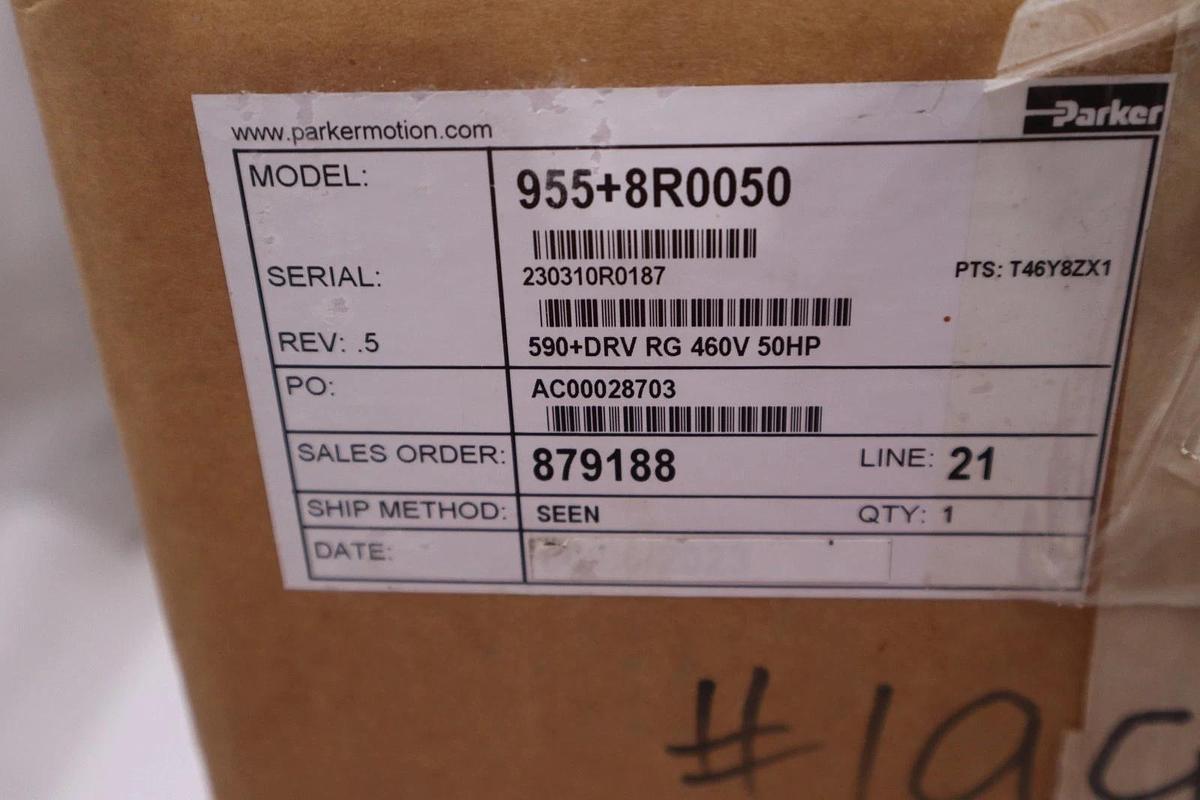 www.parkermotion.com
Parker
MODEL: 955+8R0050
SERIAL: 230310R0187 PTS: T46Y8ZX1
REV: .5 590+DRV RG 460V 50HP
PO: AC00028703
SALES ORDER: 879188 LINE: 21
SHIP METHOD: SEEN QTY: 1
DATE: